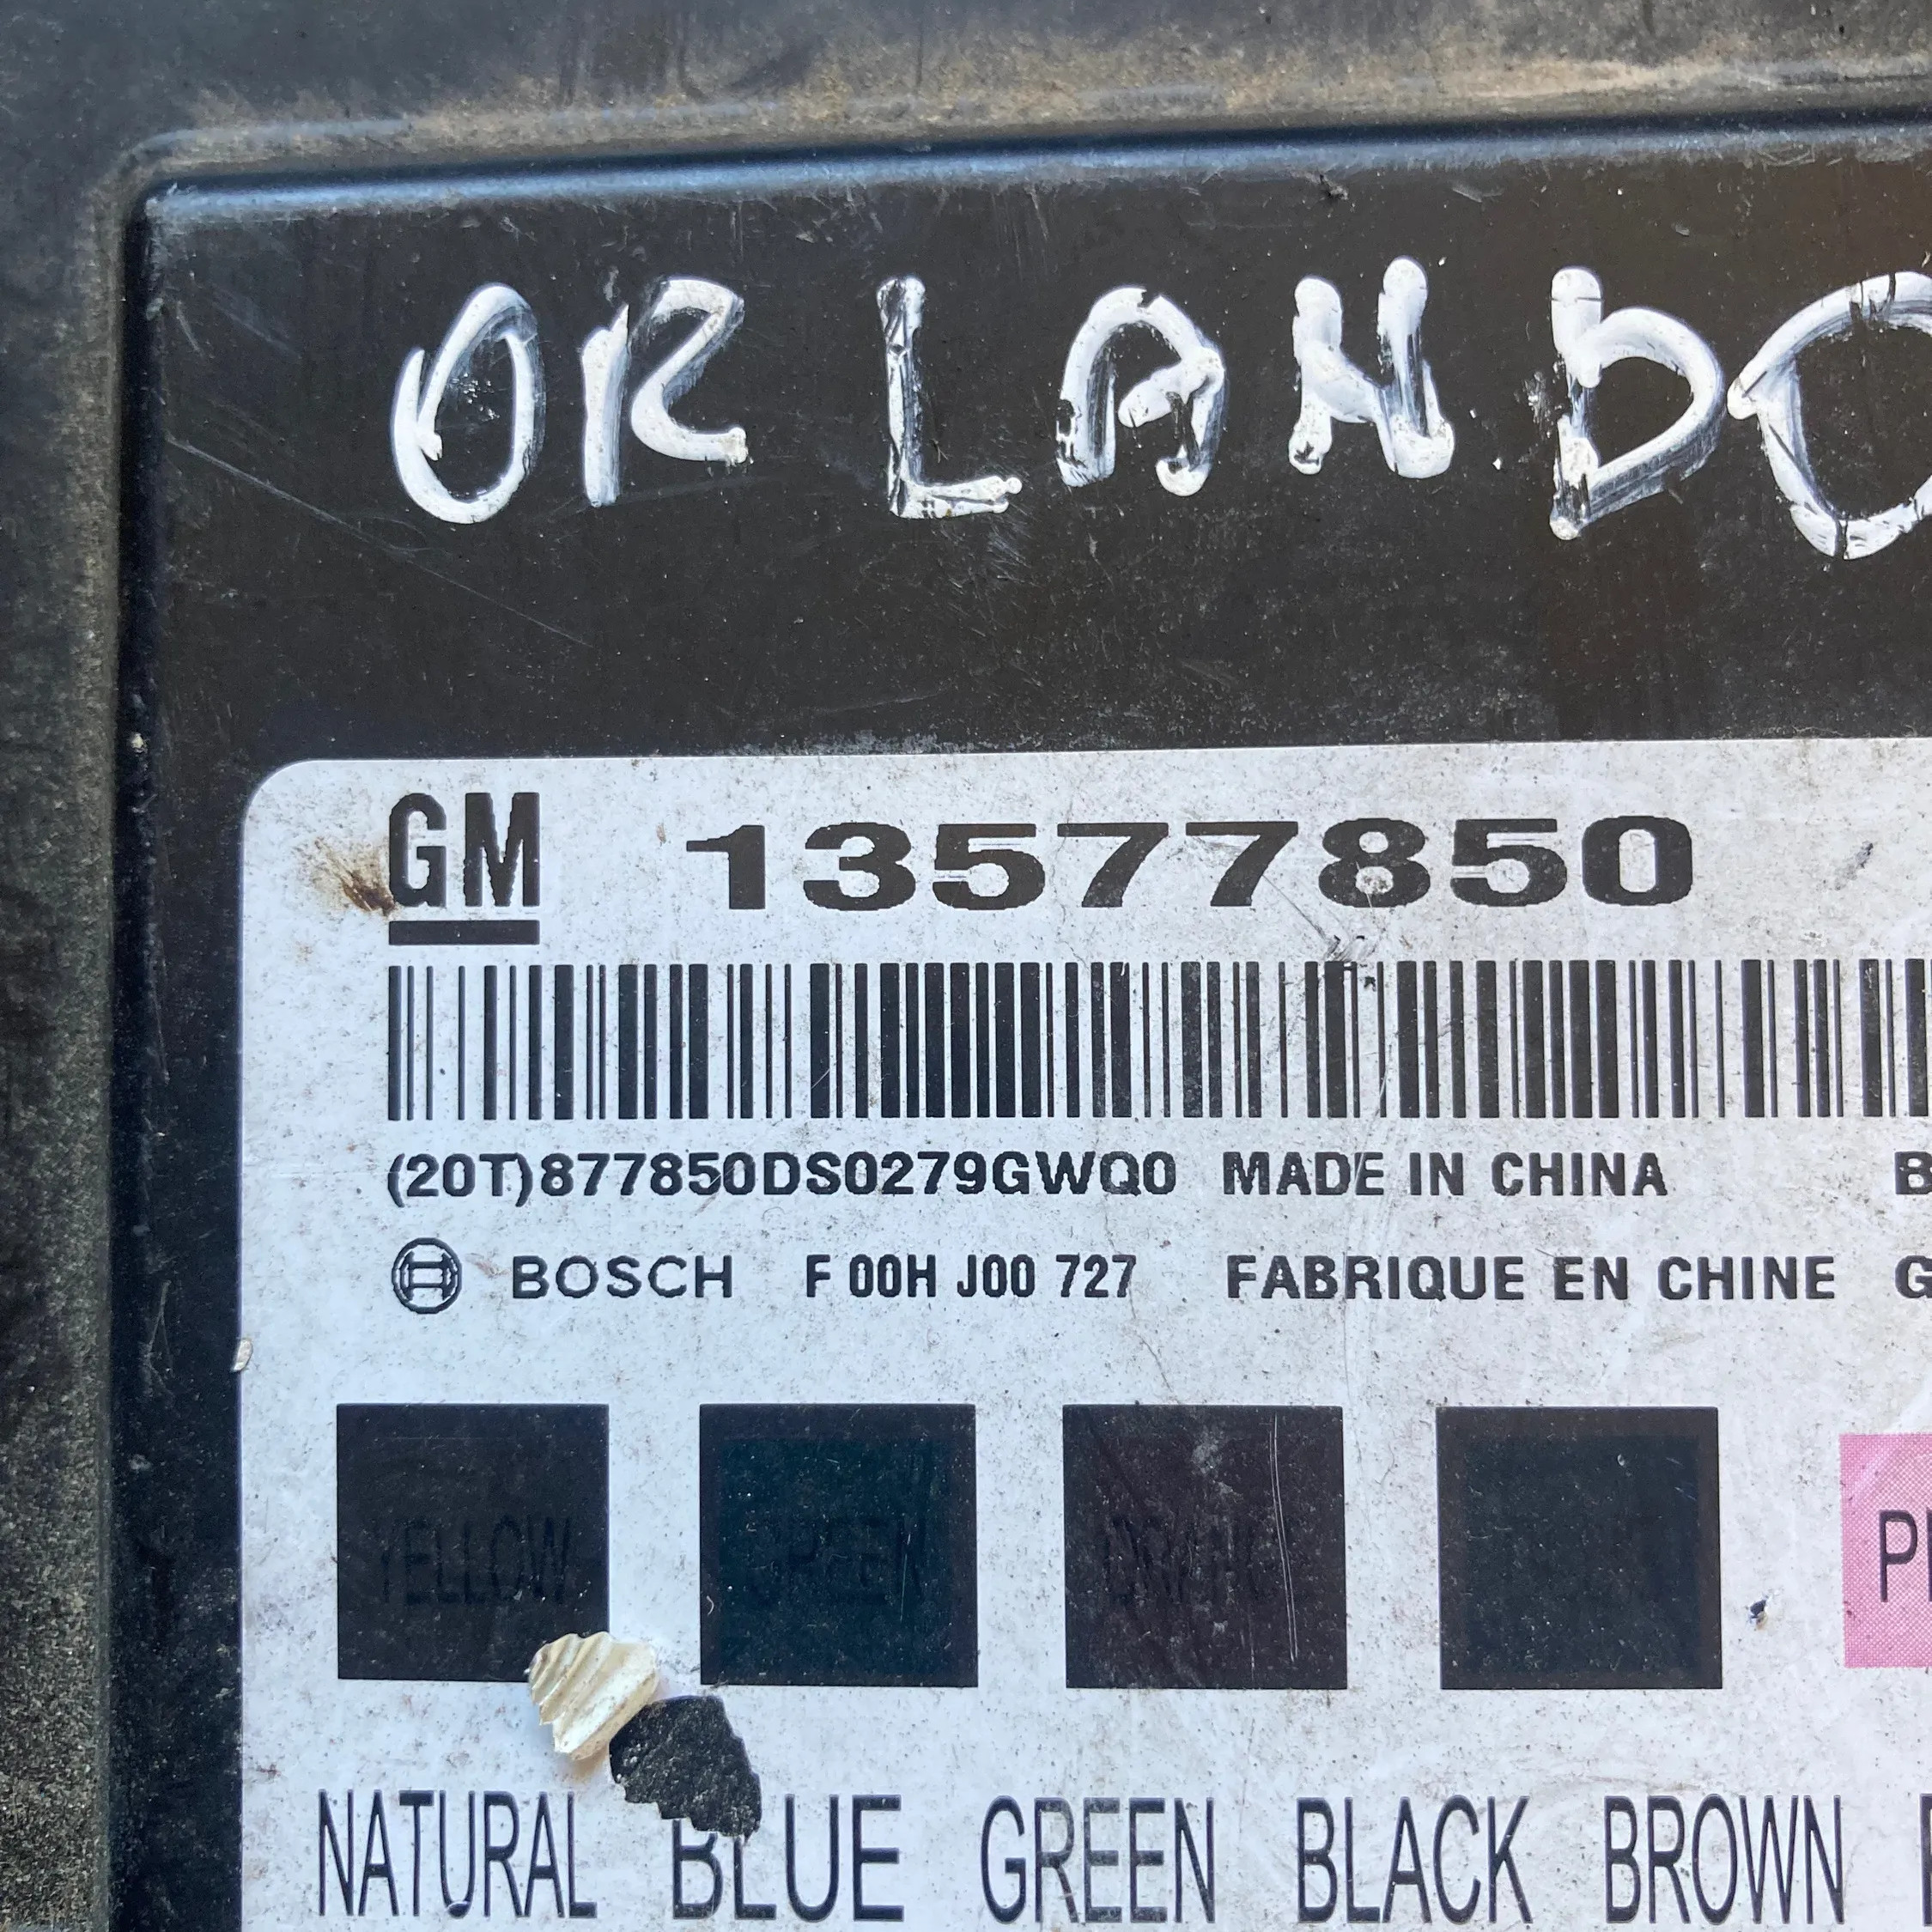 ORLANDO
GM 13577850
(20T)877850DS0279GWQ0 MADE IN CHINA B
BOSCH F 00H J00 727 FABRIQUE EN CHINE G
YELLOW GREEN
NATURAL BLUE GREEN BLACK BROWN